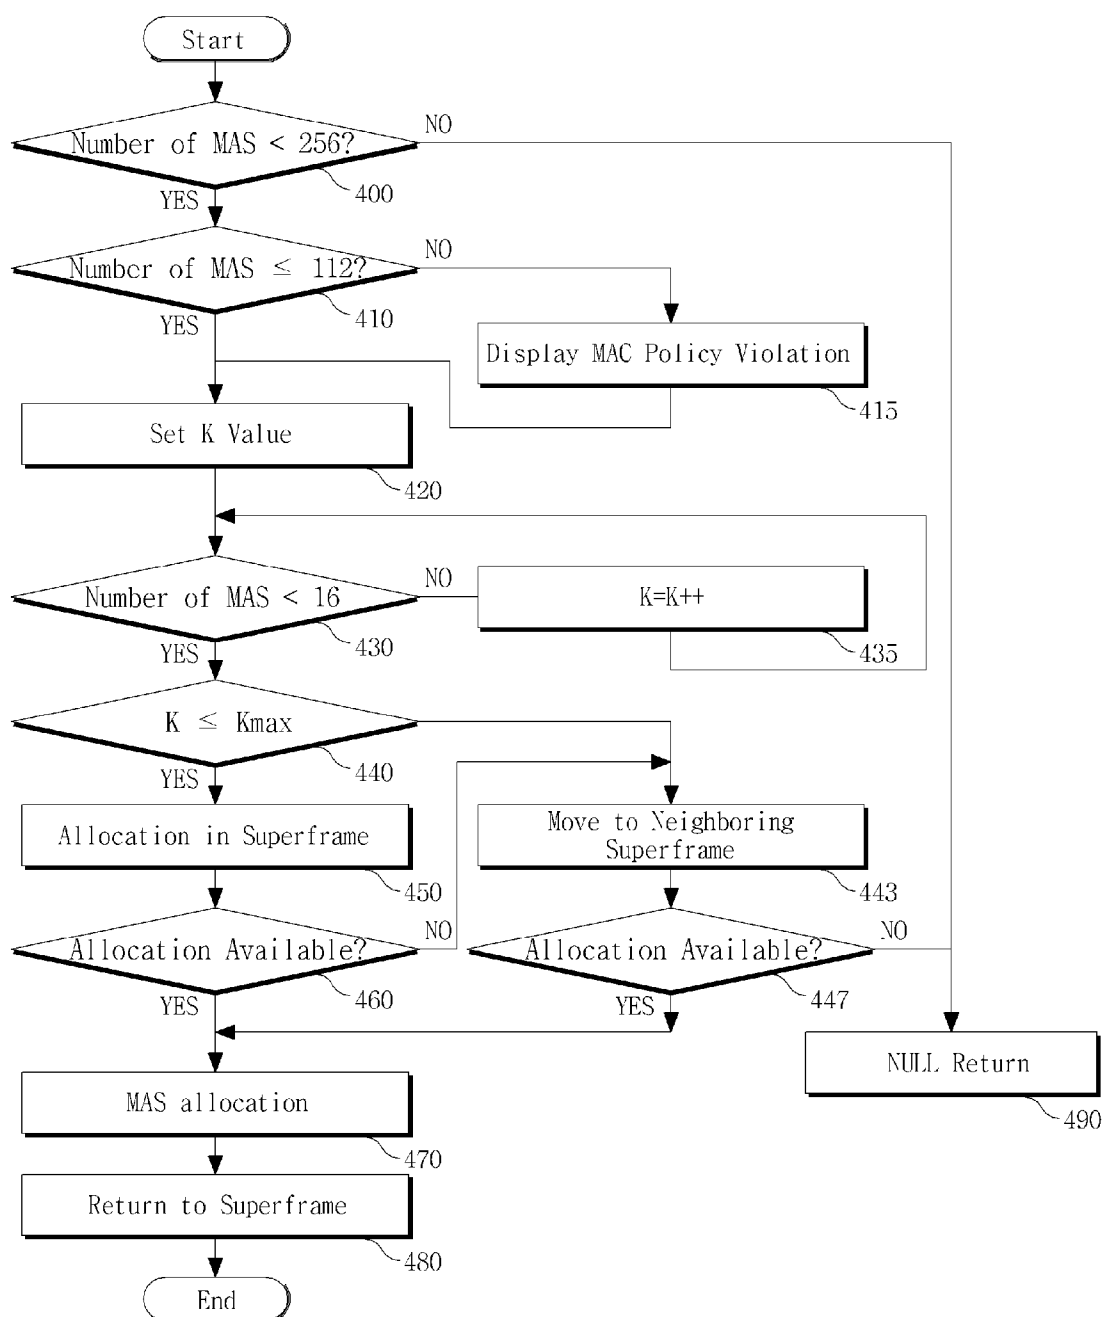 Start
Number of MAS < 256?
NO
400
YES
Number of MAS ≤ 112?
NO
410
YES
Display MAC Policy Violation
415
Set K Value
420
Number of MAS < 16
NO
K=K++
430
435
YES
K ≤ Kmax
440
YES
Allocation in Superframe
Move to Neighboring
Superframe
450
443
Allocation Available?
NO
Allocation Available?
NO
460
447
YES
YES
NULL Return
490
MAS allocation
470
Return to Superframe
480
End